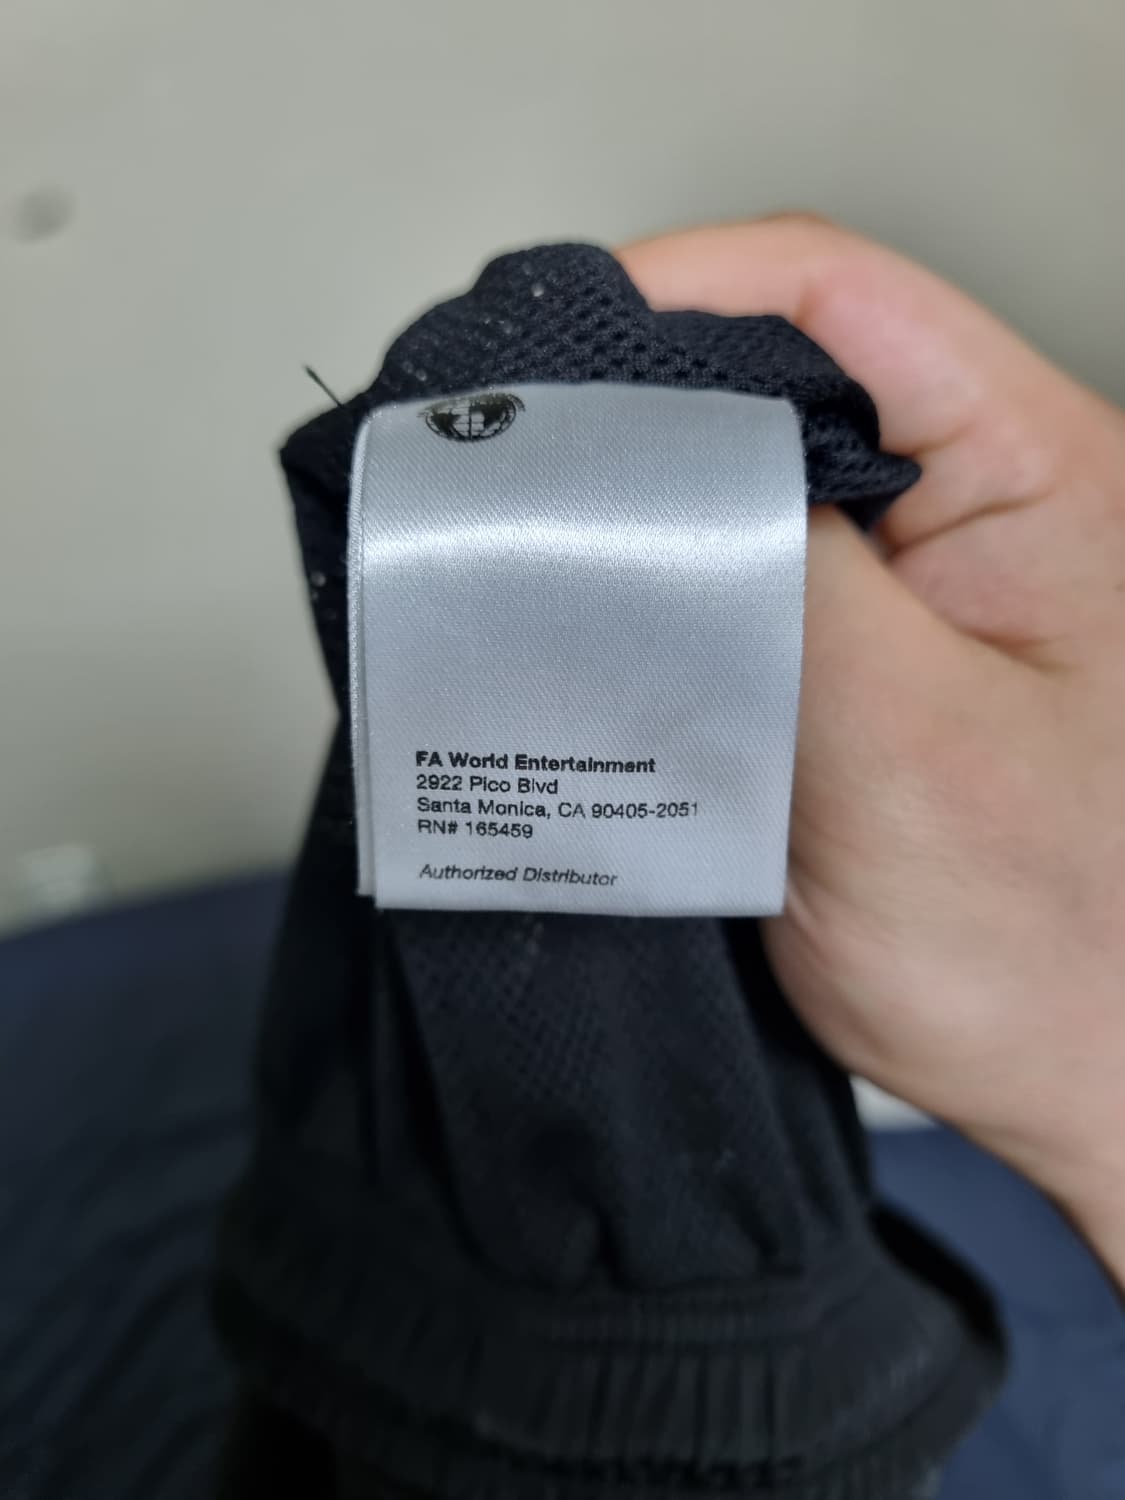 FA World Entertainment
2922 Pico Blvd
Santa Monica, CA 90405-2051
RN# 165459
Authorized Distributor